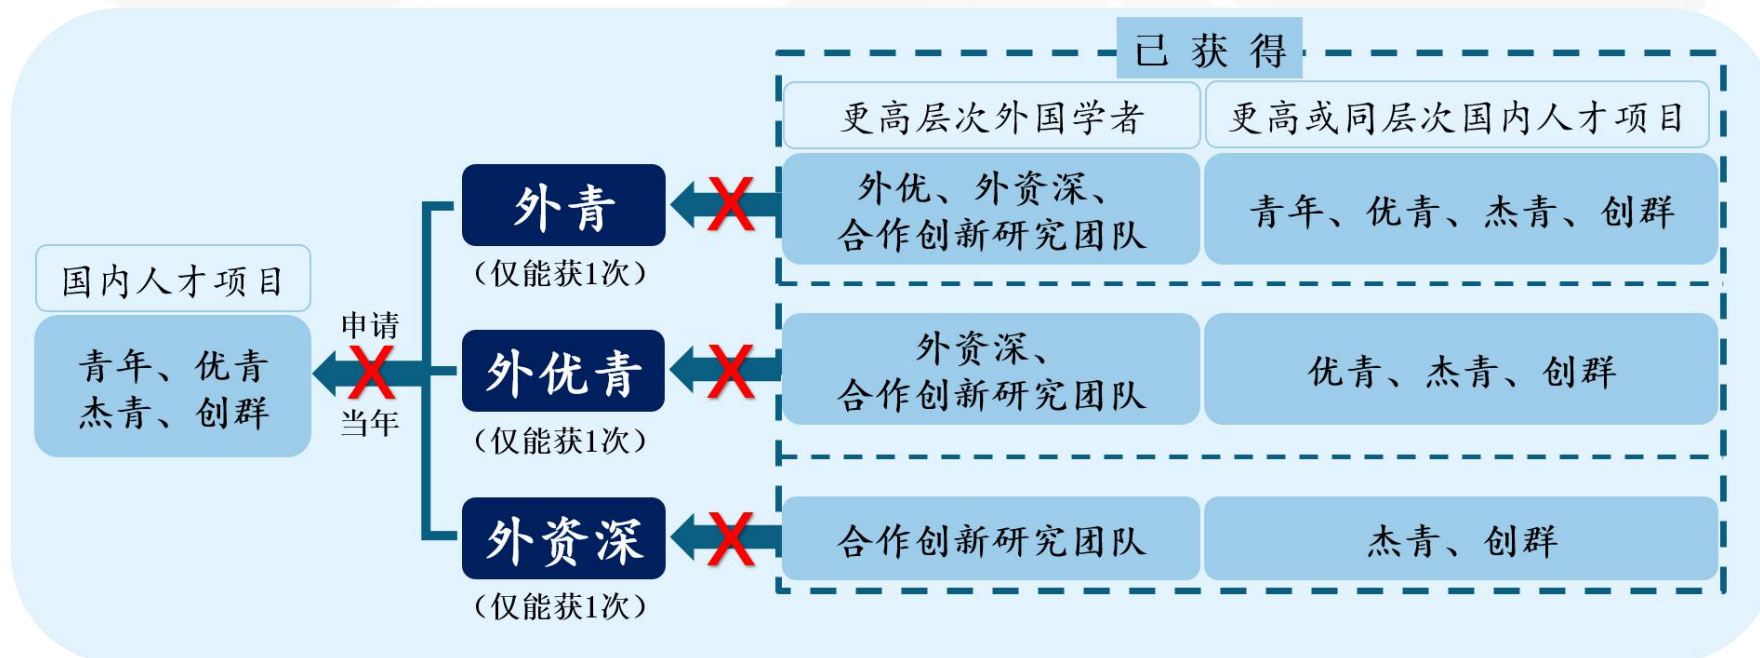 已获得
更高层次外国学者
更高或同层次国内人才项目
外青
(仅能获1次)
外优、外资深、
合作创新研究团队
青年、优青、杰青、创群
国内人才项目
青年、优青
杰青、创群
申请
当年
外优青
(仅能获1次)
外资深、
合作创新研究团队
优青、杰青、创群
外资深
(仅能获1次)
合作创新研究团队
杰青、创群